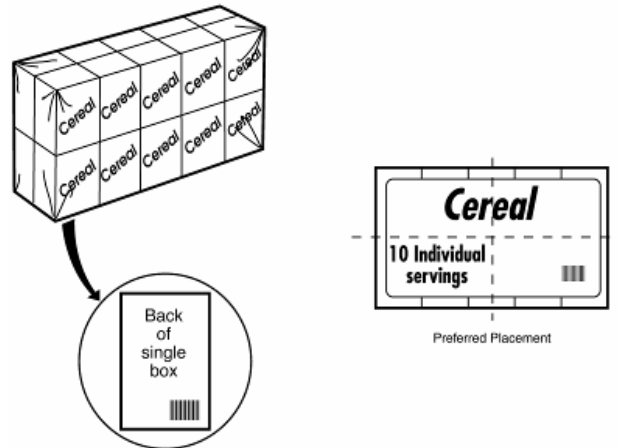 Cereal Cereal Cereal Cereal Cereal
Cereal Cereal Cereal Cereal Cereal
Back
of
single
box
Cereal
10 Individual
servings
Preferred Placement